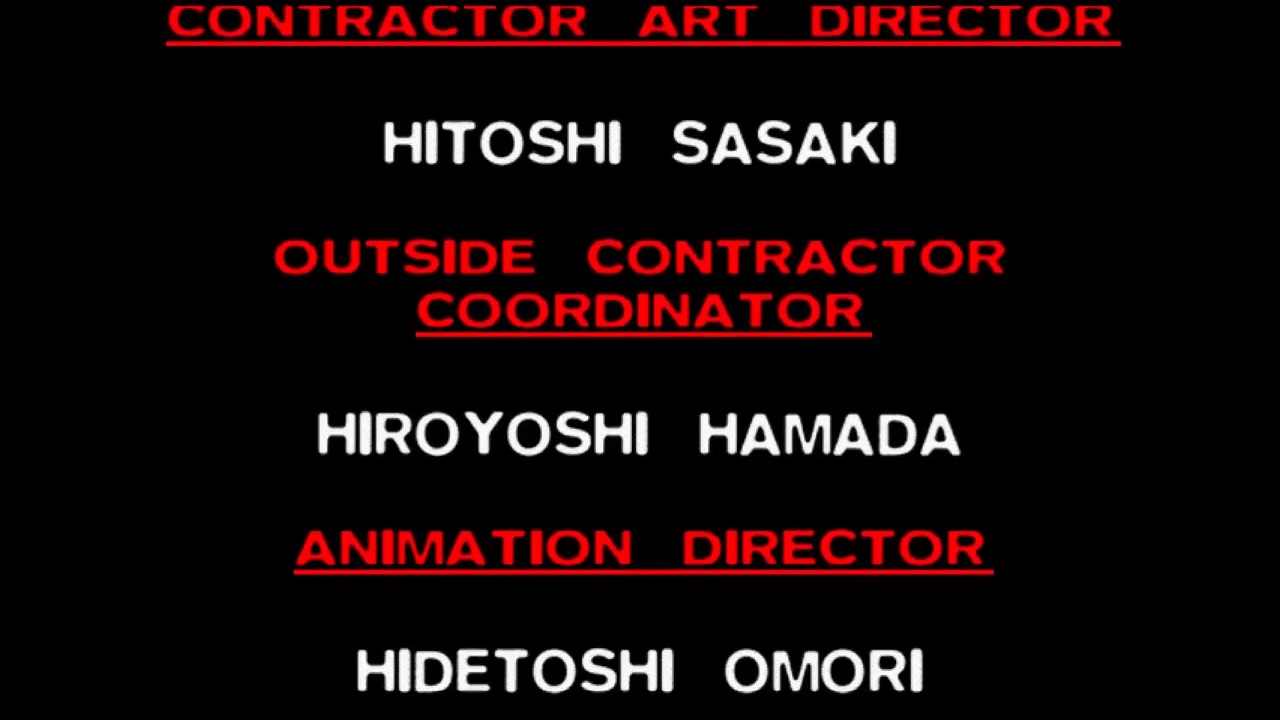 CONTRACTOR ART DIRECTOR
HITOSHI SASAKI
OUTSIDE CONTRACTOR
COORDINATOR
HIROYOSHI HAMADA
ANIMATION DIRECTOR
HIDETOSHI OMORI